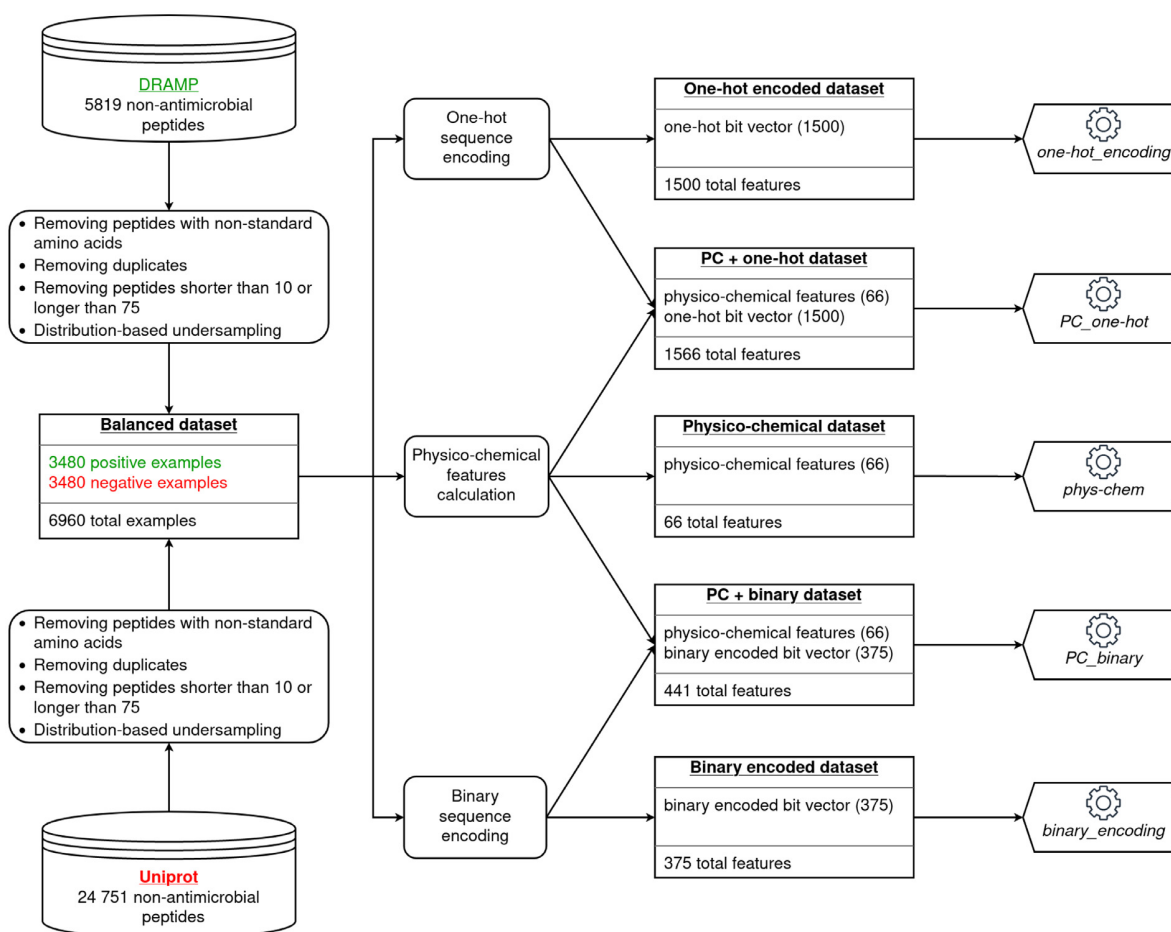 DRAMP
5819 non-antimicrobial
peptides
• Removing peptides with non-standard
amino acids
• Removing duplicates
• Removing peptides shorter than 10 or
longer than 75
• Distribution-based undersampling
Balanced dataset
3480 positive examples
3480 negative examples
6960 total examples
• Removing peptides with non-standard
amino acids
• Removing duplicates
• Removing peptides shorter than 10 or
longer than 75
• Distribution-based undersampling
Uniprot
24 751 non-antimicrobial
peptides
One-hot
sequence
encoding
Physico-chemical
features
calculation
Binary
sequence
encoding
One-hot encoded dataset
one-hot bit vector (1500)
1500 total features
PC + one-hot dataset
physico-chemical features (66)
one-hot bit vector (1500)
1566 total features
Physico-chemical dataset
physico-chemical features (66)
66 total features
PC + binary dataset
physico-chemical features (66)
binary encoded bit vector (375)
441 total features
Binary encoded dataset
binary encoded bit vector (375)
375 total features
one-hot_encoding
PC_one-hot
phys-chem
PC_binary
binary_encoding